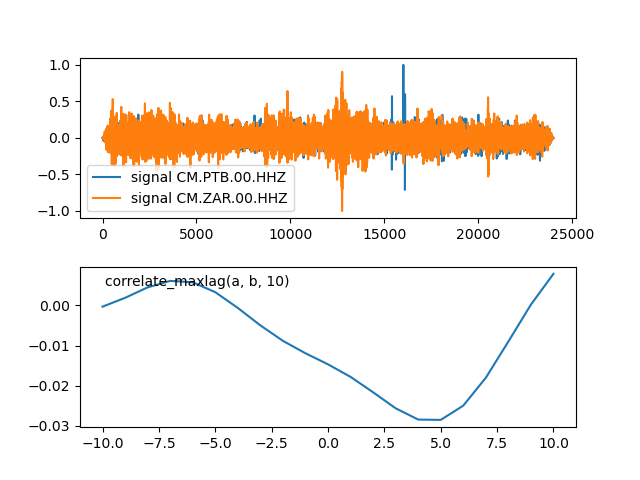 1.0
0.5
0.0
−0.5
−1.0
signal CM.PTB.00.HHZ
signal CM.ZAR.00.HHZ
0 5000 10000 15000 20000 25000
correlate_maxlag(a, b, 10)
0.00
−0.01
−0.02
−0.03
−10.0 −7.5 −5.0 −2.5 0.0 2.5 5.0 7.5 10.0